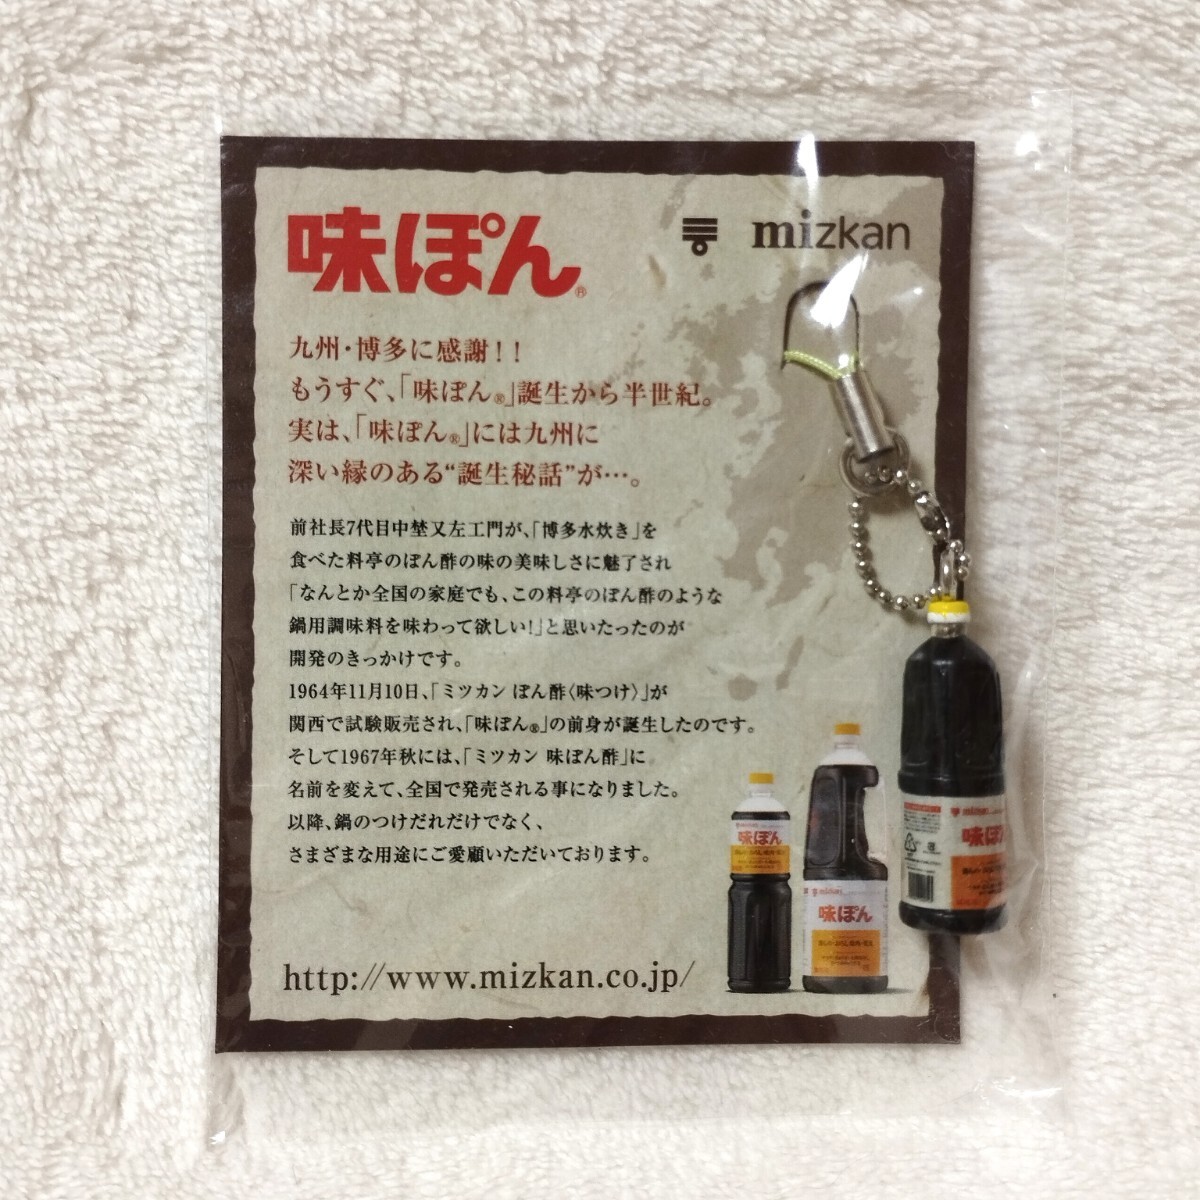 味ぽん®
mizkan
九州・博多に感謝！！
もうすぐ、「味ぽん®」誕生から半世紀。
実は、「味ぽん®」には九州に
深い縁のある“誕生秘話”が…。
前社長7代目中埜又左エ門が、「博多水炊き」を
食べた料亭のぽん酢の味の美味しさに魅了され
「なんとか全国の家庭でも、この料亭のぽん酢のような
鍋用調味料を味わって欲しい！」と思いたったのが
開発のきっかけです。
1964年11月10日、「ミツカン ぽん酢〈味つけ〉」が
関西で試験販売され、「味ぽん®」の前身が誕生したのです。
そして1967年秋には、「ミツカン 味ぽん酢」に
名前を変えて、全国で発売される事になりました。
以降、鍋のつけだれだけでなく、
さまざまな用途にご愛顧いただいております。
http://www.mizkan.co.jp/
味ぽん
mizkan
味ぽん
mizkan
味ぽ